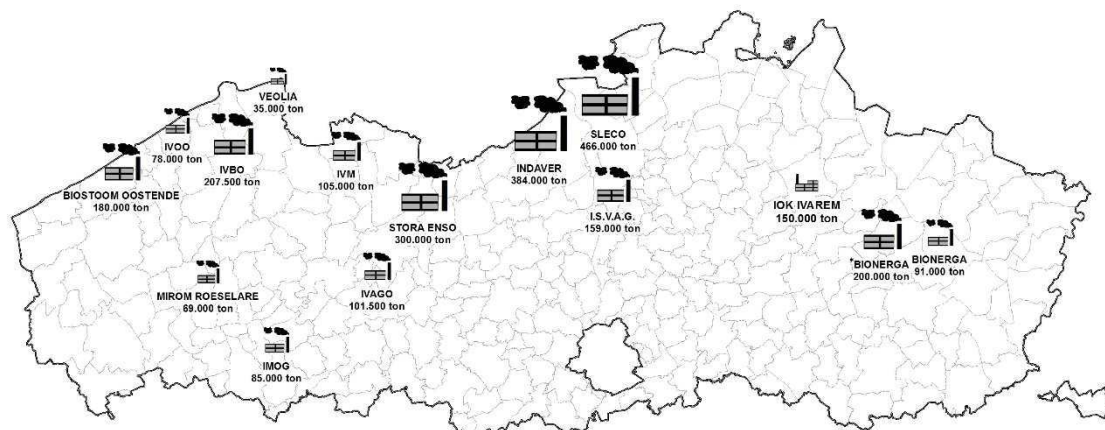 VEOLIA
35.000 ton
IVOO
78.000 ton
IVBO
207.500 ton
BIOSTOOM OOSTENDE
180.000 ton
IVM
105.000 ton
STORA ENSO
300.000 ton
INDAVER
384.000 ton
SLECO
466.000 ton
I.S.V.A.G.
159.000 ton
IOK IVAREM
150.000 ton
*BIONERGA
200.000 ton
BIONERGA
91.000 ton
MIROM ROESELARE
69.000 ton
IVAGO
101.500 ton
IMOG
85.000 ton